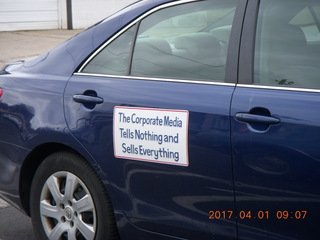 The Corporate Media
Tells Nothing and
Sells Everything
2017.04.01 09:07